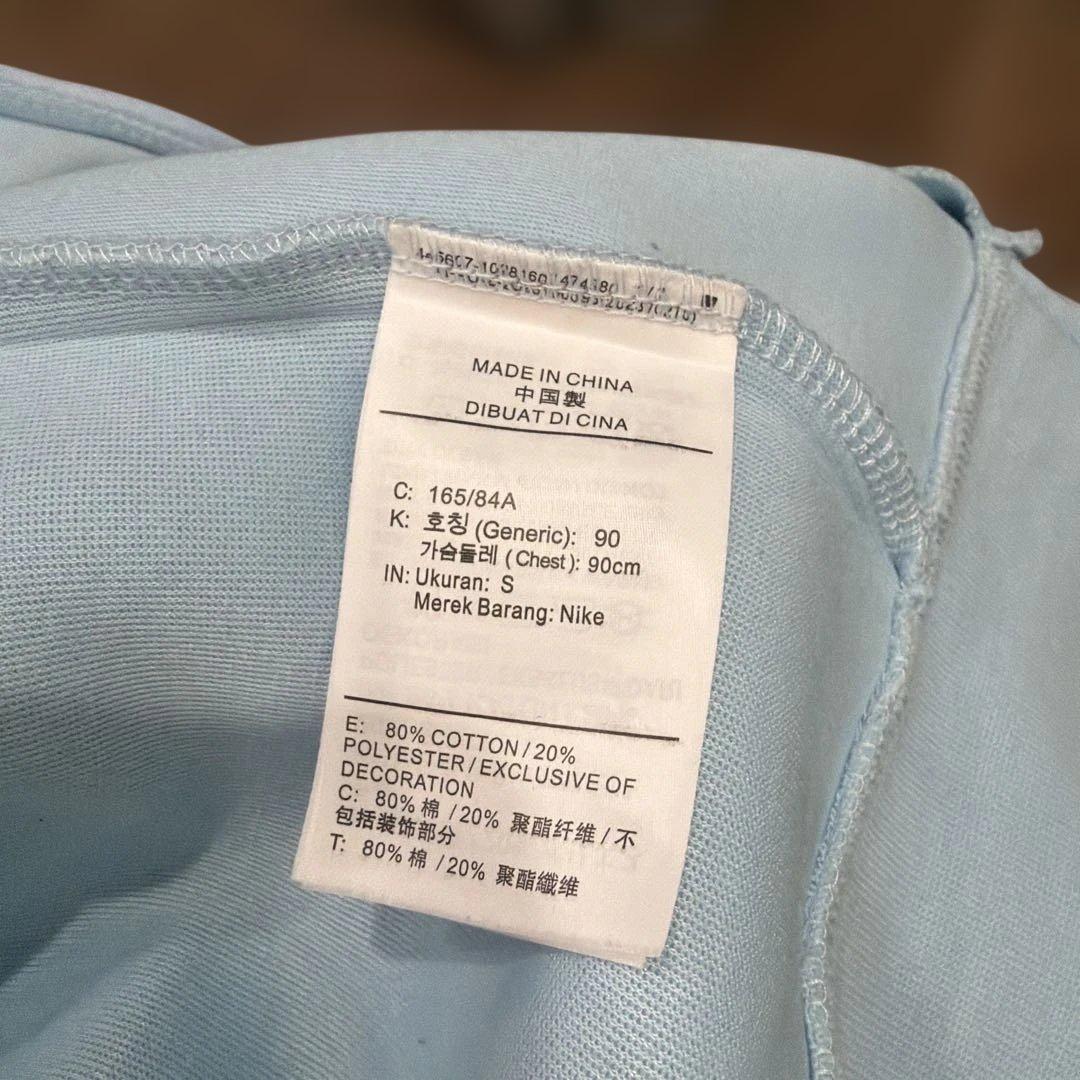 MADE IN CHINA
中国製
DIBUAT DI CINA
C: 165/84A
K: 호칭 (Generic): 90
가슴둘레 (Chest): 90cm
IN: Ukuran: S
Merek Barang: Nike
E: 80% COTTON / 20%
POLYESTER / EXCLUSIVE OF
DECORATION
C: 80% 棉 / 20% 聚酯纤维 / 不
包括装饰部分
T: 80% 棉 / 20% 聚酯纖维